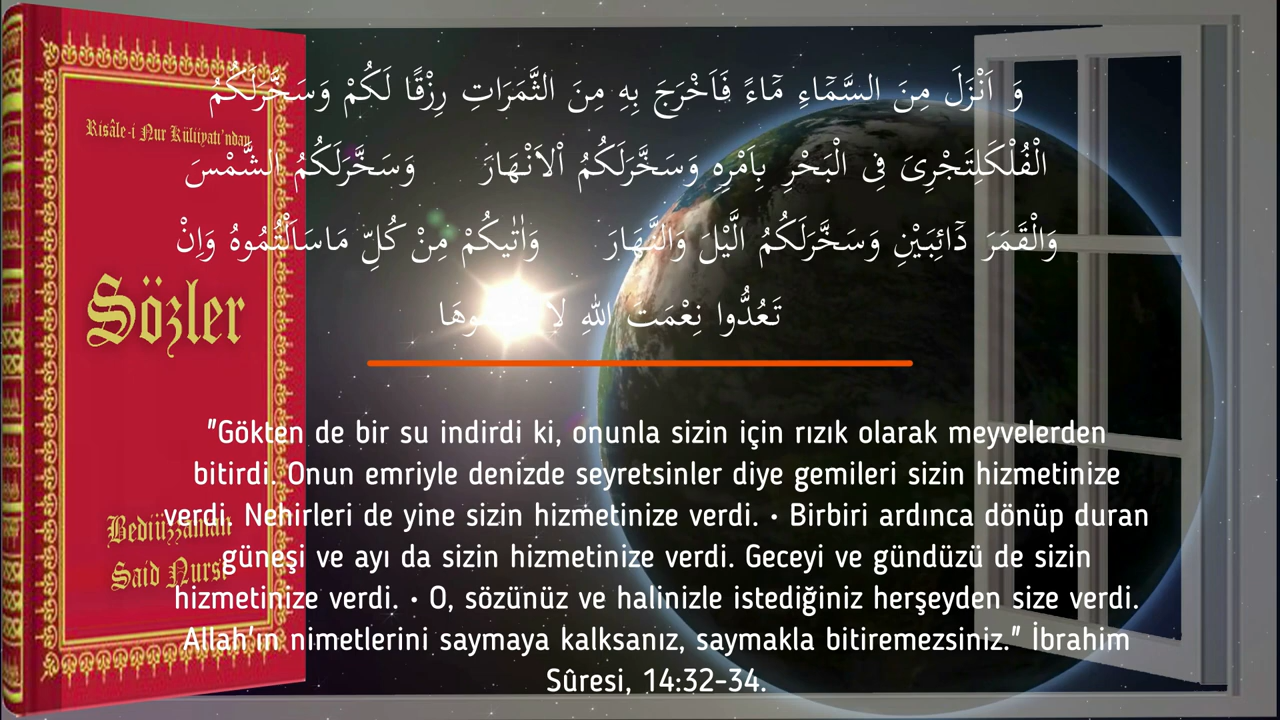 Risâle-i Nur Külliyatı'ndan
Sözler
Bediüzzaman
Said Nursî
وَ اَنْزَلَ مِنَ السَّمَٓاءِ مَٓاءً فَاَخْرَجَ بِهِ مِنَ الثَّمَرَاتِ رِزْقًا لَكُمْ وَسَخَّرَلَكُمُ
الْفُلْكَلِتَجْرِىَ فِى الْبَحْرِ بِاَمْرِهِ وَسَخَّرَلَكُمُ اْلاَنْهَارَ وَسَخَّرَلَكُمُ الشَّمْسَ
وَالْقَمَرَ دَٓائِبَيْنِ وَسَخَّرَلَكُمُ الَّيْلَ وَالنَّهَارَ وَاٰتٰيكُمْ مِنْ كُلِّ مَاسَاَلْتُمُوهُ وَاِنْ
تَعُدُّوا نِعْمَتَ اللهِ لاَ
"Gökten de bir su indirdi ki, onunla sizin için rızık olarak meyvelerden
bitirdi. Onun emriyle denizde seyretsinler diye gemileri sizin hizmetinize
verdi. Nehirleri de yine sizin hizmetinize verdi. • Birbiri ardınca dönüp duran
güneşi ve ayı da sizin hizmetinize verdi. Geceyi ve gündüzü de sizin
hizmetinize verdi. • O, sözünüz ve halinizle istediğiniz herşeyden size verdi.
Allah'ın nimetlerini saymaya kalksanız, saymakla bitiremezsiniz." İbrahim
Sûresi, 14:32-34.